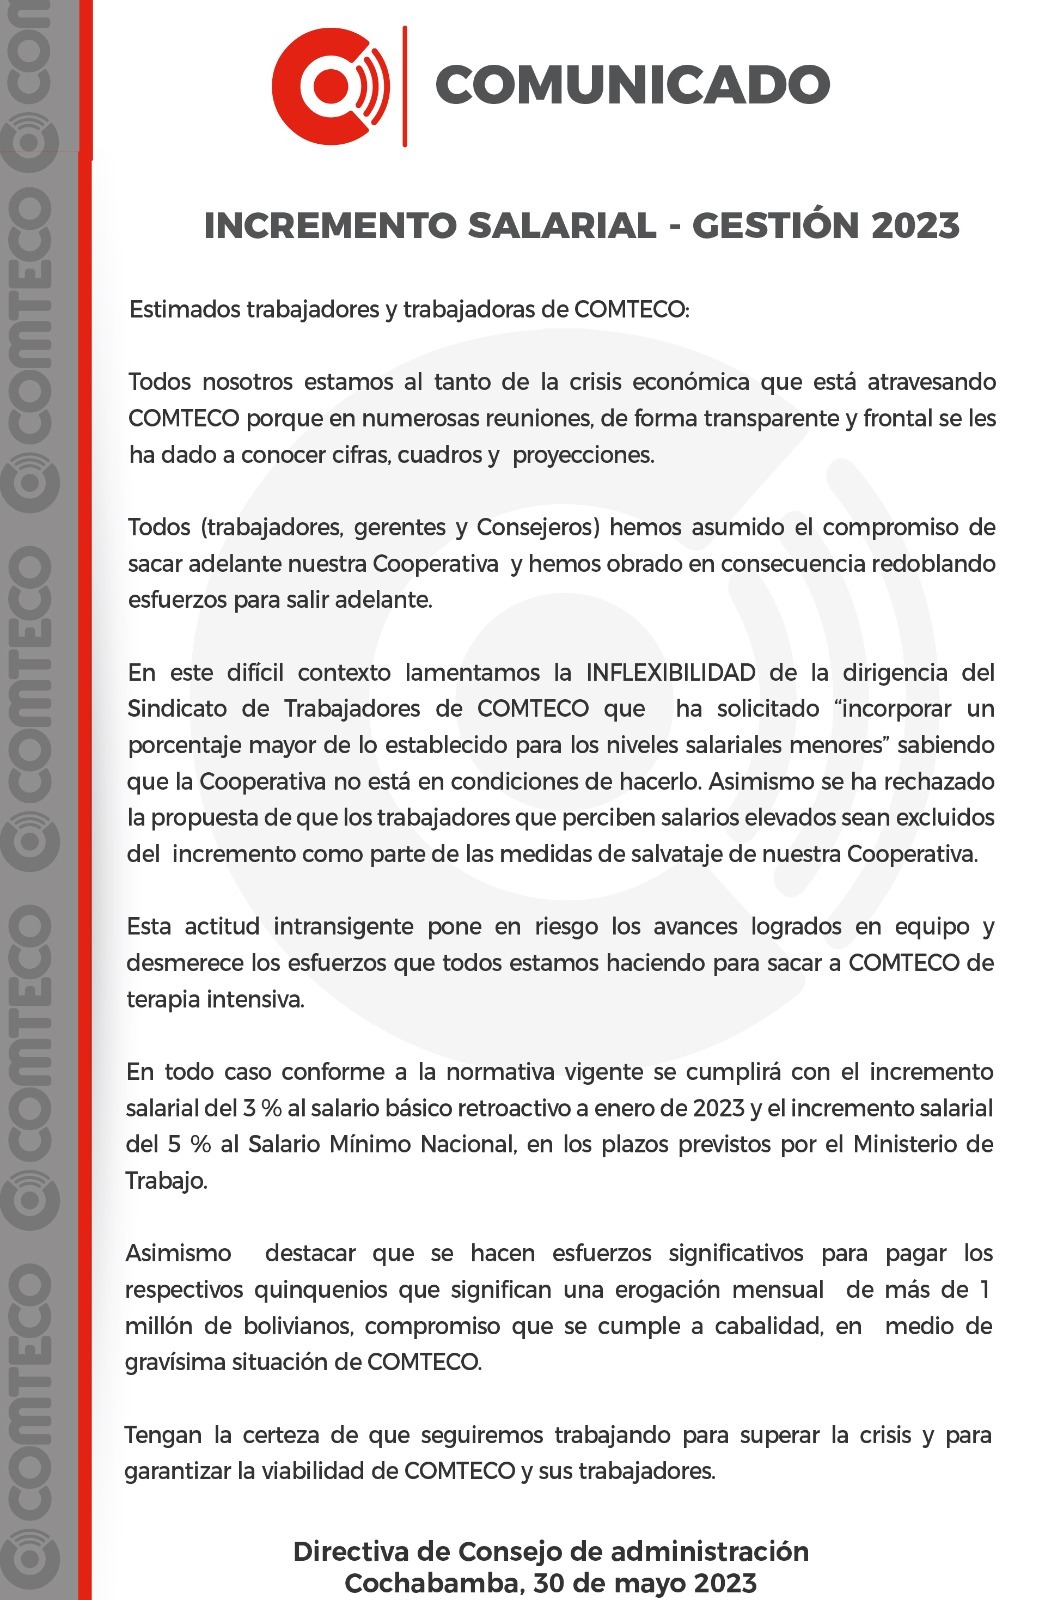 COMUNICADO
INCREMENTO SALARIAL - GESTIÓN 2023
Estimados trabajadores y trabajadoras de COMTECO:
Todos nosotros estamos al tanto de la crisis económica que está atravesando
COMTECO porque en numerosas reuniones, de forma transparente y frontal se les
ha dado a conocer cifras, cuadros y proyecciones.
Todos (trabajadores, gerentes y Consejeros) hemos asumido el compromiso de
sacar adelante nuestra Cooperativa y hemos obrado en consecuencia redoblando
esfuerzos para salir adelante.
En este difícil contexto lamentamos la INFLEXIBILIDAD de la dirigencia del
Sindicato de Trabajadores de COMTECO que ha solicitado “incorporar un
porcentaje mayor de lo establecido para los niveles salariales menores” sabiendo
que la Cooperativa no está en condiciones de hacerlo. Asimismo se ha rechazado
la propuesta de que los trabajadores que perciben salarios elevados sean excluidos
del incremento como parte de las medidas de salvataje de nuestra Cooperativa.
Esta actitud intransigente pone en riesgo los avances logrados en equipo y
desmerece los esfuerzos que todos estamos haciendo para sacar a COMTECO de
terapia intensiva.
En todo caso conforme a la normativa vigente se cumplirá con el incremento
salarial del 3 % al salario básico retroactivo a enero de 2023 y el incremento salarial
del 5 % al Salario Mínimo Nacional, en los plazos previstos por el Ministerio de
Trabajo.
Asimismo destacar que se hacen esfuerzos significativos para pagar los
respectivos quinquenios que significan una erogación mensual de más de 1
millón de bolivianos, compromiso que se cumple a cabalidad, en medio de
gravísima situación de COMTECO.
Tengan la certeza de que seguiremos trabajando para superar la crisis y para
garantizar la viabilidad de COMTECO y sus trabajadores.
Directiva de Consejo de administración
Cochabamba, 30 de mayo 2023
COM
COMTECO
COMTECO
COMTECO
COMTECO